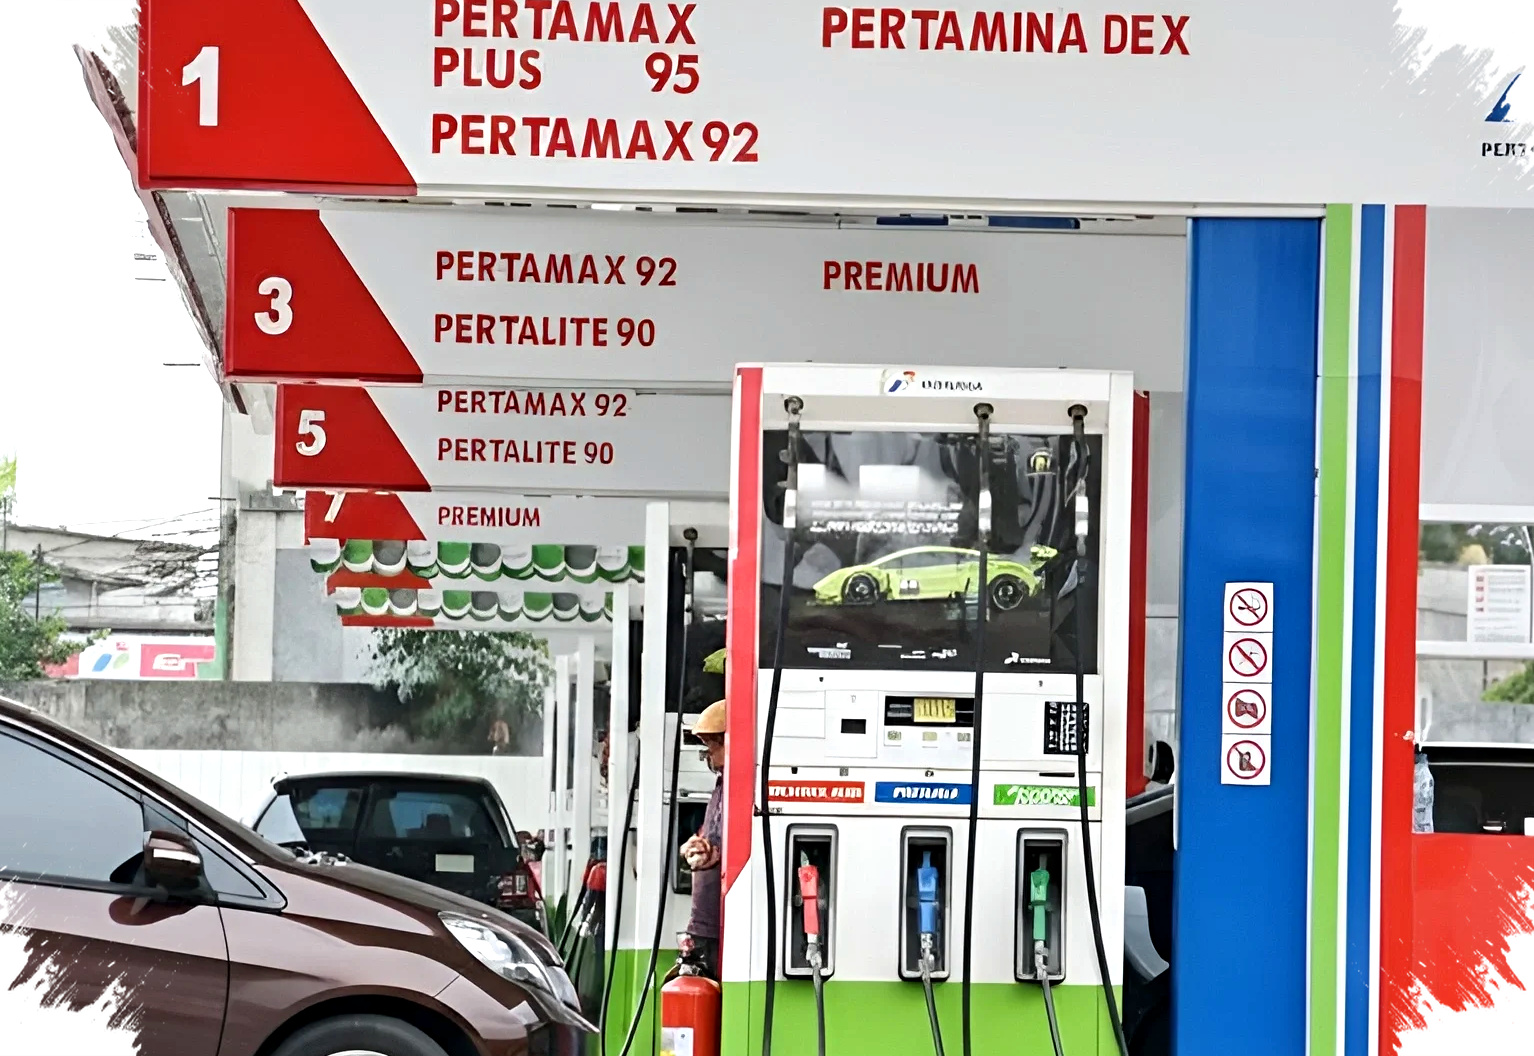 1
PERTAMAX
PLUS 95
PERTAMINA DEX
PERTAMAX 92
3
PERTAMAX 92
PREMIUM
PERTALITE 90
5
PERTAMAX 92
PERTALITE 90
7
PREMIUM